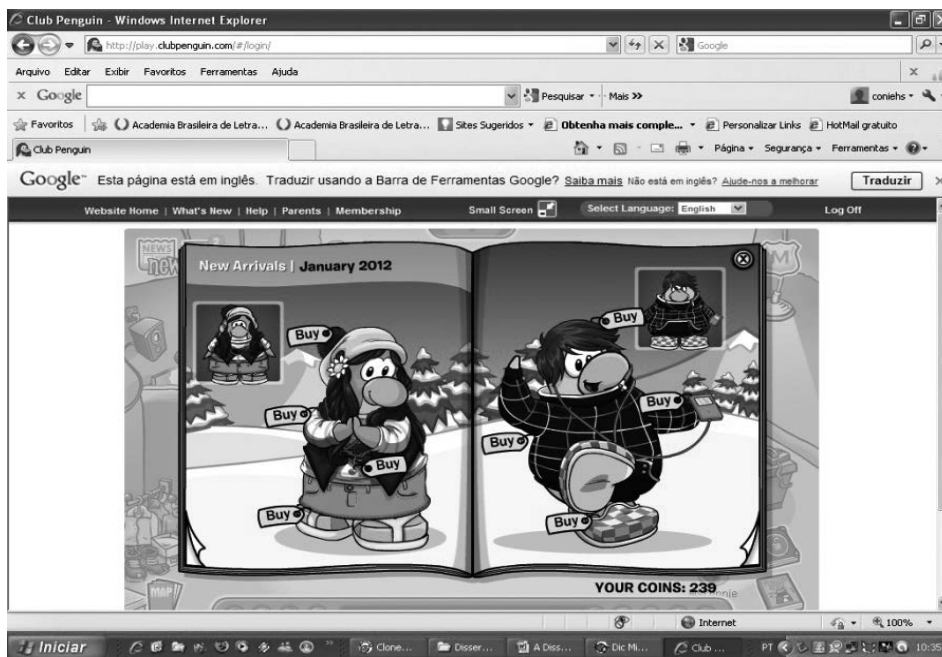 Club Penguin - Windows Internet Explorer
http://play.clubpenguin.com/#/login/
Google
Arquivo Editar Exibir Favoritos Ferramentas Ajuda
Google Pesquisar Mais >> coniehs
Favoritos Academia Brasileira de Letra... Academia Brasileira de Letra... Sites Sugeridos Obtenha mais comple... Personalizar Links HotMail gratuito
Club Penguin Página Segurança Ferramentas
Google Esta página está em inglês. Traduzir usando a Barra de Ferramentas Google? Saiba mais Não está em inglês? Ajude-nos a melhorar Traduzir
Website Home | What's New | Help | Parents | Membership Small Screen Select Language: English Log Off
NEWS
new
New Arrivals | January 2012
M
Buy
Buy
Buy
Buy
Buy
Buy
Buy
Buy
MAP
YOUR COINS: 239
Internet 100%
Iniciar Clone... Disser... A Diss... Dic Mi... Club ... PT 10:35